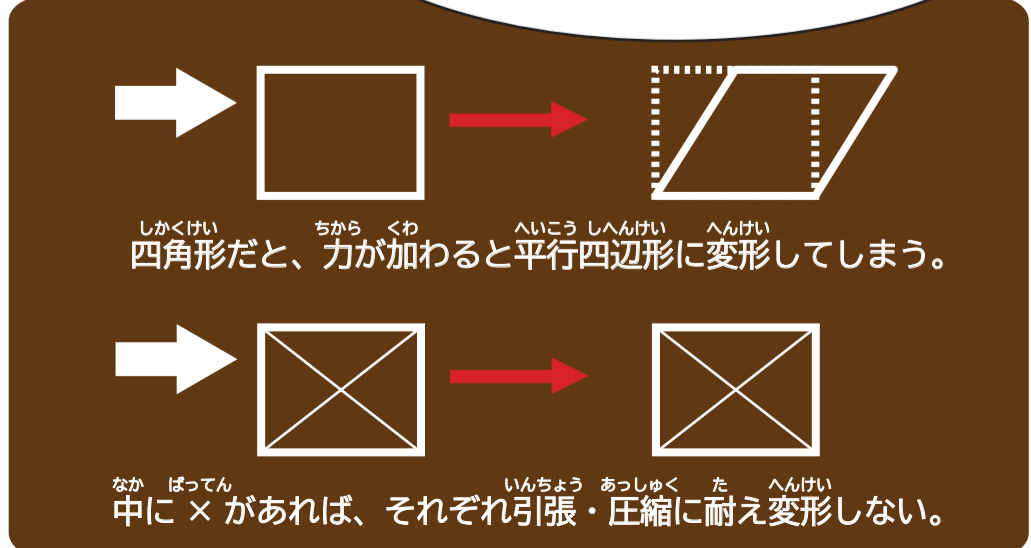 しかくけい ちから くわ へいこう しへんけい へんけい
四角形だと、力が加わると平行四辺形に変形してしまう。
なか ばってん いんちょう あっしゅく た へんけい
中に × があれば、それぞれ引張・圧縮に耐え変形しない。